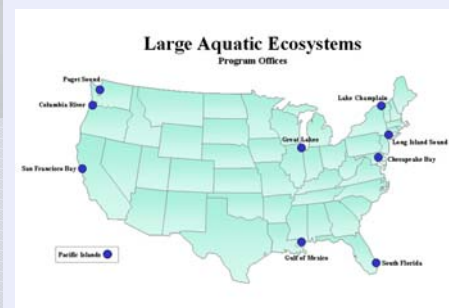 Large Aquatic Ecosystems
Program Offices
Puget Sound
Columbia River
Lake Champlain
Great Lakes
Long Island Sound
Chesapeake Bay
San Francisco Bay
Pacific Islands
Gulf of Mexico
South Florida